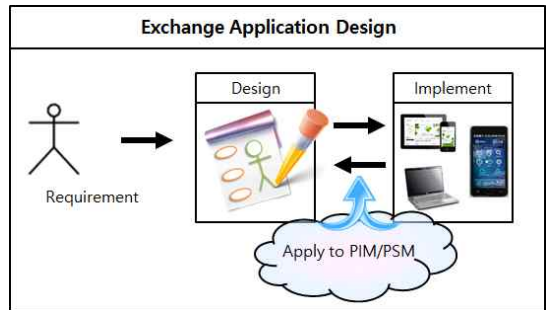 Exchange Application Design
Design
Implement
Requirement
Apply to PIM/PSM